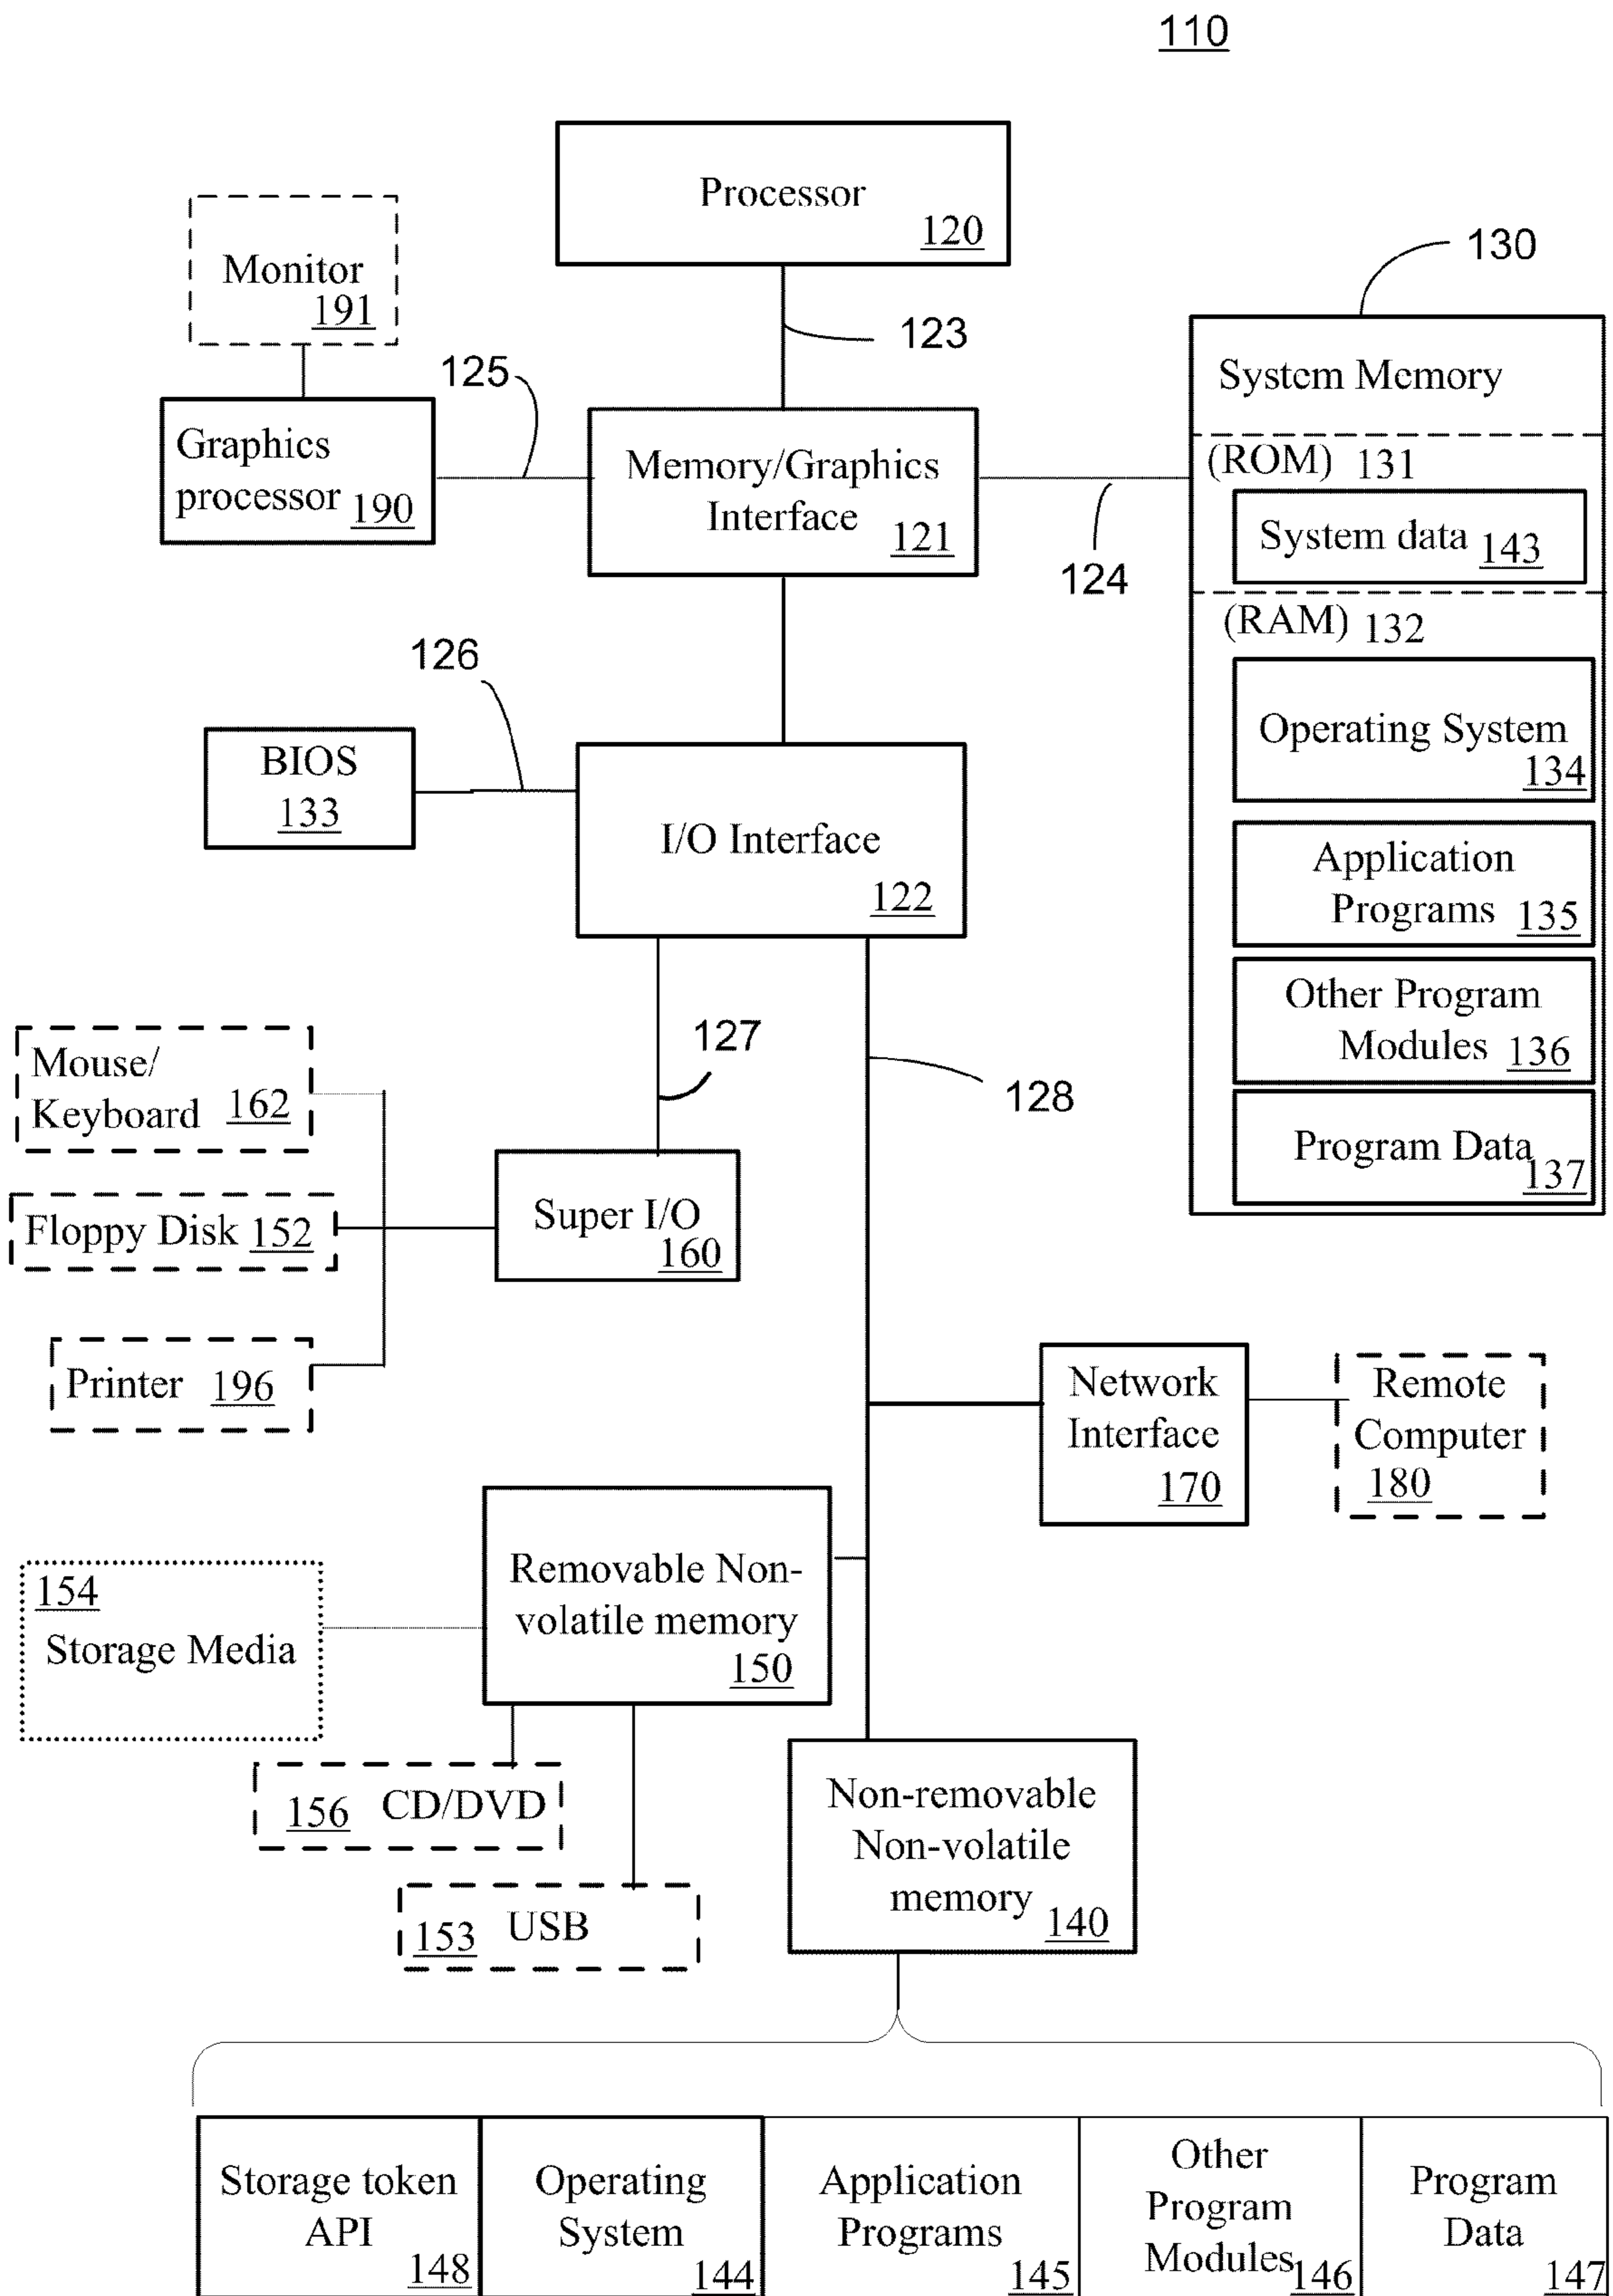 110
Processor
120
Monitor
191
130
123
125
System Memory
Graphics
processor 190
Memory/Graphics
Interface
121
(ROM) 131
System data 143
124
(RAM) 132
126
Operating System
134
BIOS
133
I/O Interface
122
Application
Programs 135
Other Program
Modules 136
127
128
Mouse/
Keyboard 162
Program Data
137
Super I/O
160
Floppy Disk 152
Printer 196
Network
Interface
170
Remote
Computer
180
Removable Non-
volatile memory
150
154
Storage Media
156 CD/DVD
Non-removable
Non-volatile
memory 140
153 USB
Storage token
API
148
Operating
System
144
Application
Programs
145
Other
Program
Modules 146
Program
Data
147